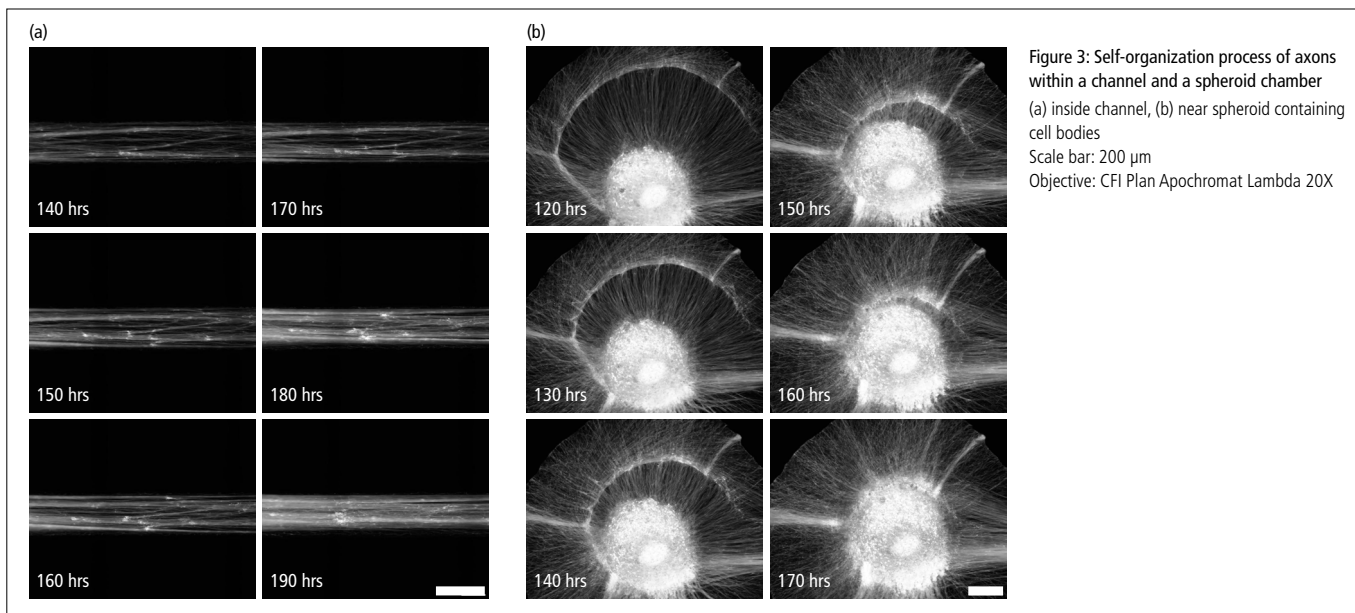 (a)
140 hrs
170 hrs
150 hrs
180 hrs
160 hrs
190 hrs
(b)
120 hrs
150 hrs
130 hrs
160 hrs
140 hrs
170 hrs
Figure 3: Self-organization process of axons
within a channel and a spheroid chamber
(a) inside channel, (b) near spheroid containing
cell bodies
Scale bar: 200 µm
Objective: CFI Plan Apochromat Lambda 20X